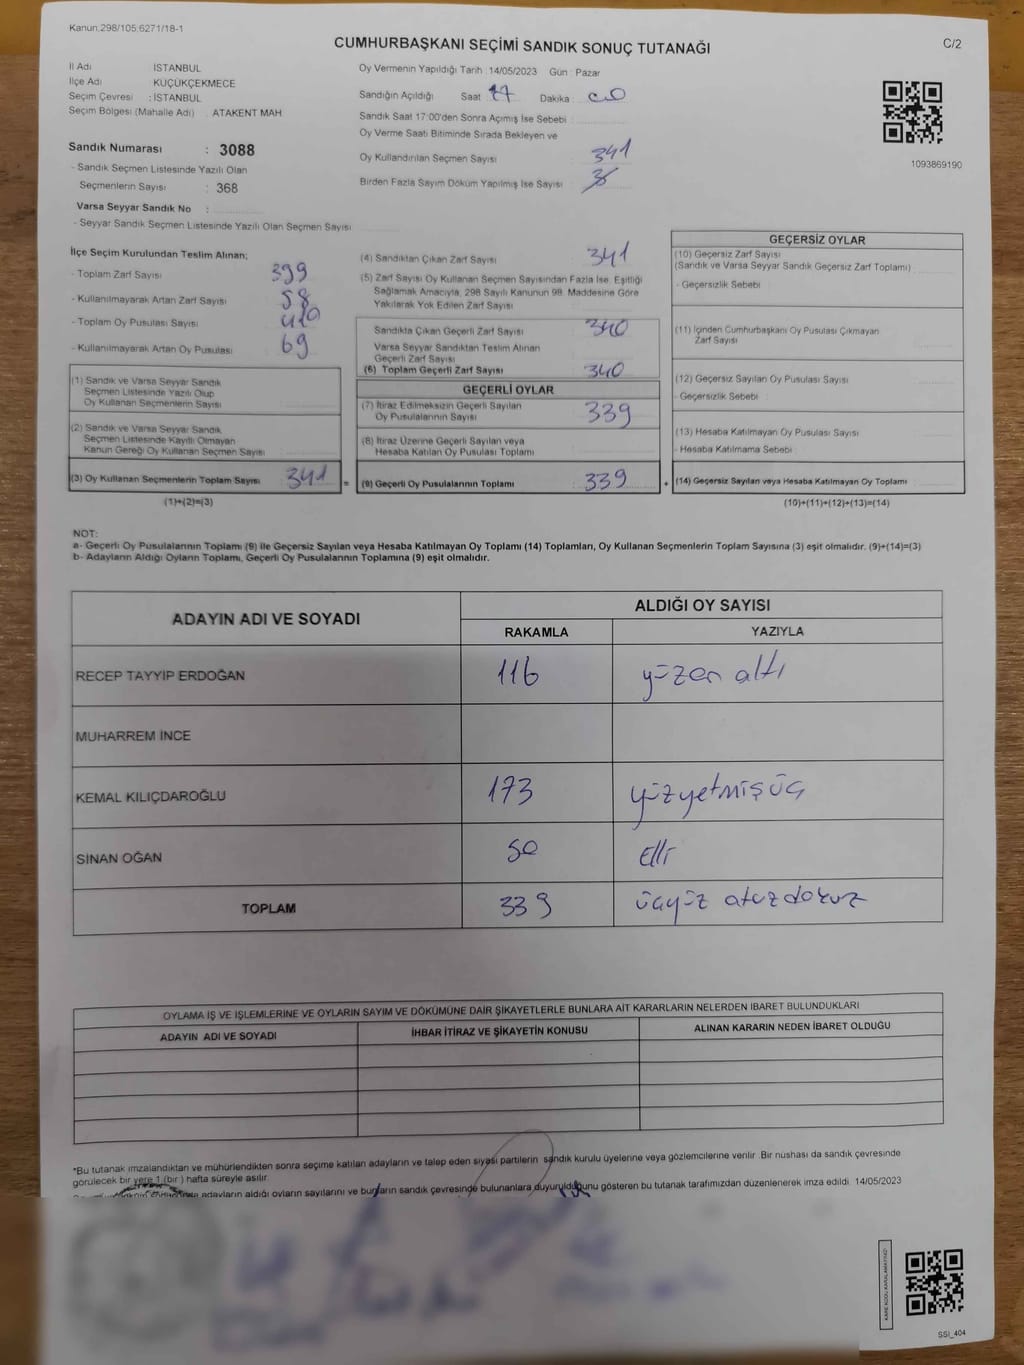 Kanun.298/105,6271/18-1
CUMHURBAŞKANI SEÇİMİ SANDIK SONUÇ TUTANAĞI
C/2
İl Adı İSTANBUL
İlçe Adı KÜÇÜKÇEKMECE
Seçim Çevresi : İSTANBUL
Seçim Bölgesi (Mahalle Adı) : ATAKENT MAH
Sandık Numarası : 3088
- Sandık Seçmen Listesinde Yazılı Olan
Seçmenlerin Sayısı : 368
Varsa Seyyar Sandık No :
- Seyyar Sandık Seçmen Listesinde Yazılı Olan Seçmen Sayısı
Oy Vermenin Yapıldığı Tarih : 14/05/2023 Gün : Pazar
Sandığın Açıldığı Saat 17 Dakika : 00
Sandık Saat 17:00'den Sonra Açımış İse Sebebi :
Oy Verme Saati Bitiminde Sırada Bekleyen ve
Oy Kullandırılan Seçmen Sayısı 341
Birden Fazla Sayım Döküm Yapılmış İse Sayısı
1093869190
İlçe Seçim Kurulundan Teslim Alınan;
- Toplam Zarf Sayısı 399
- Kullanılmayarak Artan Zarf Sayısı 58
- Toplam Oy Pusulası Sayısı 410
- Kullanılmayarak Artan Oy Pusulası 69
(1) Sandık ve Varsa Seyyar Sandık
Seçmen Listesinde Yazılı Olup
Oy Kullanan Seçmenlerin Sayısı
(2) Sandık ve Varsa Seyyar Sandık
Seçmen Listesinde Kayıtlı Olmayan
Kanun Gereği Oy Kullanan Seçmen Sayısı
(3) Oy Kullanan Seçmenlerin Toplam Sayısı 341
(1)+(2)=(3)
=
(4) Sandıktan Çıkan Zarf Sayısı 341
(5) Zarf Sayısı Oy Kullanan Seçmen Sayısından Fazla İse, Eşitliği
Sağlamak Amacıyla, 298 Sayılı Kanunun 98. Maddesine Göre
Yakılarak Yok Edilen Zarf Sayısı
Sandıkta Çıkan Geçerli Zarf Sayısı 340
Varsa Seyyar Sandıktan Teslim Alınan
Geçerli Zarf Sayısı
(6) Toplam Geçerli Zarf Sayısı 340
GEÇERLİ OYLAR
(7) İtiraz Edilmeksizin Geçerli Sayılan
Oy Pusulalarının Sayısı 339
(8) İtiraz Üzerine Geçerli Sayılan veya
Hesaba Katılan Oy Pusulası Toplamı
(9) Geçerli Oy Pusulalarının Toplamı 339
+
GEÇERSİZ OYLAR
(10) Geçersiz Zarf Sayısı
(Sandık ve Varsa Seyyar Sandık Geçersiz Zarf Toplamı)
- Geçersizlik Sebebi
(11) İçinden Cumhurbaşkanı Oy Pusulası Çıkmayan
Zarf Sayısı
(12) Geçersiz Sayılan Oy Pusulası Sayısı
- Geçersizlik Sebebi
(13) Hesaba Katılmayan Oy Pusulası Sayısı
- Hesaba Katılmama Sebebi
(14) Geçersiz Sayılan veya Hesaba Katılmayan Oy Toplamı
(10)+(11)+(12)+(13)=(14)
NOT:
a- Geçerli Oy Pusulalarının Toplamı (9) ile Geçersiz Sayılan veya Hesaba Katılmayan Oy Toplamı (14) Toplamları, Oy Kullanan Seçmenlerin Toplam Sayısına (3) eşit olmalıdır. (9)+(14)=(3)
b- Adayların Aldığı Oyların Toplamı, Geçerli Oy Pusulalarının Toplamına (9) eşit olmalıdır.
ADAYIN ADI VE SOYADI
ALDIĞI OY SAYISI
RAKAMLA YAZIYLA
RECEP TAYYİP ERDOĞAN 116 yüzon altı
MUHARREM İNCE
KEMAL KILIÇDAROĞLU 173 yüzyetmişüç
SİNAN OĞAN 50 Elli
TOPLAM 339 üçyüz otuzdokuz
OYLAMA İŞ VE İŞLEMLERİNE VE OYLARIN SAYIM VE DÖKÜMÜNE DAİR ŞİKAYETLERLE BUNLARA AİT KARARLARIN NELERDEN İBARET BULUNDUKLARI
ADAYIN ADI VE SOYADI İHBAR İTİRAZ VE ŞİKAYETİN KONUSU ALINAN KARARIN NEDEN İBARET OLDUĞU
*Bu tutanak imzalandıktan ve mühürlendikten sonra seçime katılan adayların ve talep eden siyasi partilerin sandık kurulu üyelerine veya gözlemcilerine verilir. Bir nüshası da sandık çevresinde
görülecek bir yere 1 (bir) hafta süreyle asılır.
adayların aldığı oyların sayılarını ve bunların sandık çevresinde bulunanlara duyurulduğunu gösteren bu tutanak tarafımızdan düzenlenerek imza edildi. 14/05/2023
KARE KODU KARALAMAYINIZ!
SSİ_404